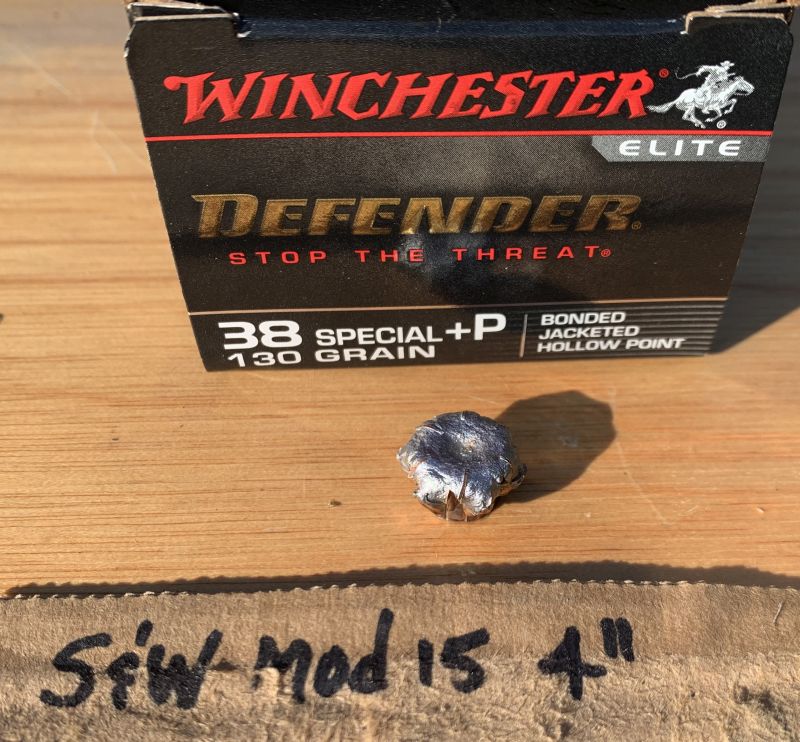 WINCHESTER®
ELITE
DEFENDER®
STOP THE THREAT®
38 SPECIAL +P
130 GRAIN
BONDED
JACKETED
HOLLOW POINT
S&W Mod 15 4"